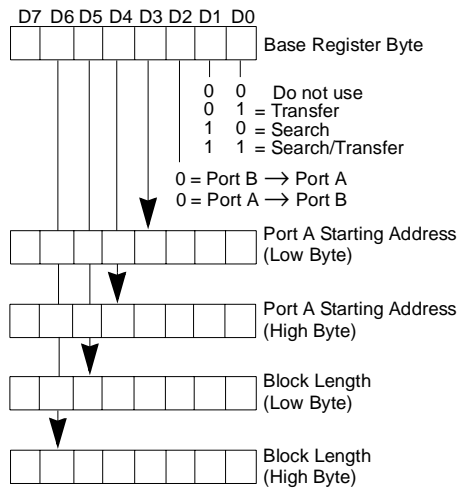 D7 D6 D5 D4 D3 D2 D1 D0
Base Register Byte
0 0 Do not use
0 1 = Transfer
1 0 = Search
1 1 = Search/Transfer
0 = Port B → Port A
0 = Port A → Port B
Port A Starting Address
(Low Byte)
Port A Starting Address
(High Byte)
Block Length
(Low Byte)
Block Length
(High Byte)